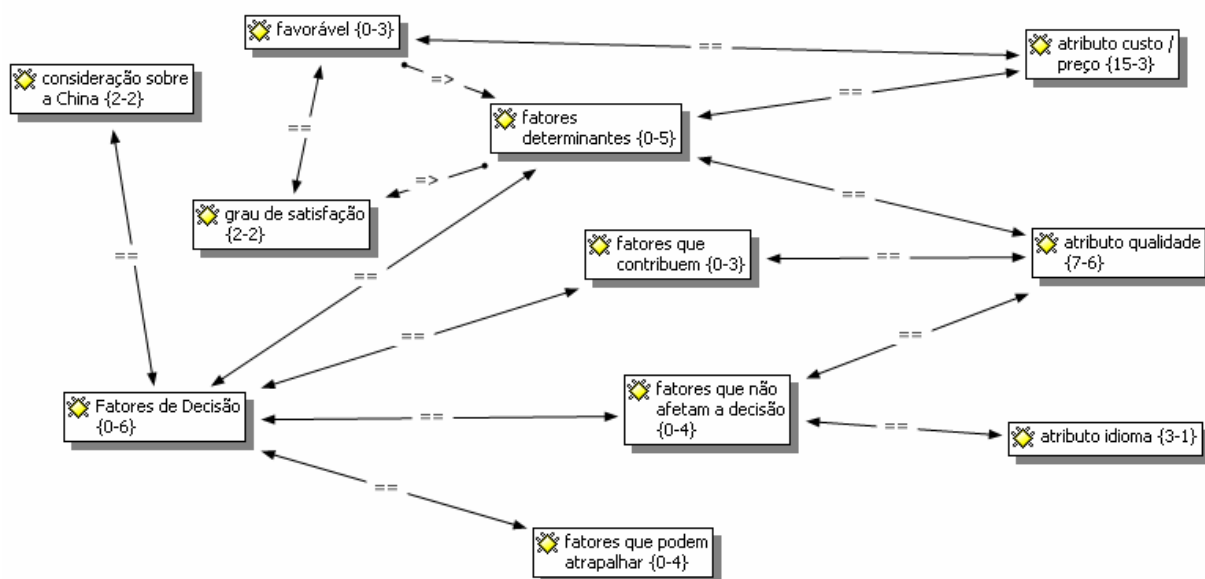 favorável {0-3}
==
atributo custo /
preço {15-3}
consideração sobre
a China {2-2}
=>
==
fatores
determinantes {0-5}
==
=>
==
grau de satisfação
{2-2}
fatores que
contribuem {0-3}
atributo qualidade
{7-6}
==
==
==
==
==
Fatores de Decisão
{0-6}
fatores que não
afetam a decisão
{0-4}
==
==
atributo idioma {3-1}
==
fatores que podem
atrapalhar {0-4}